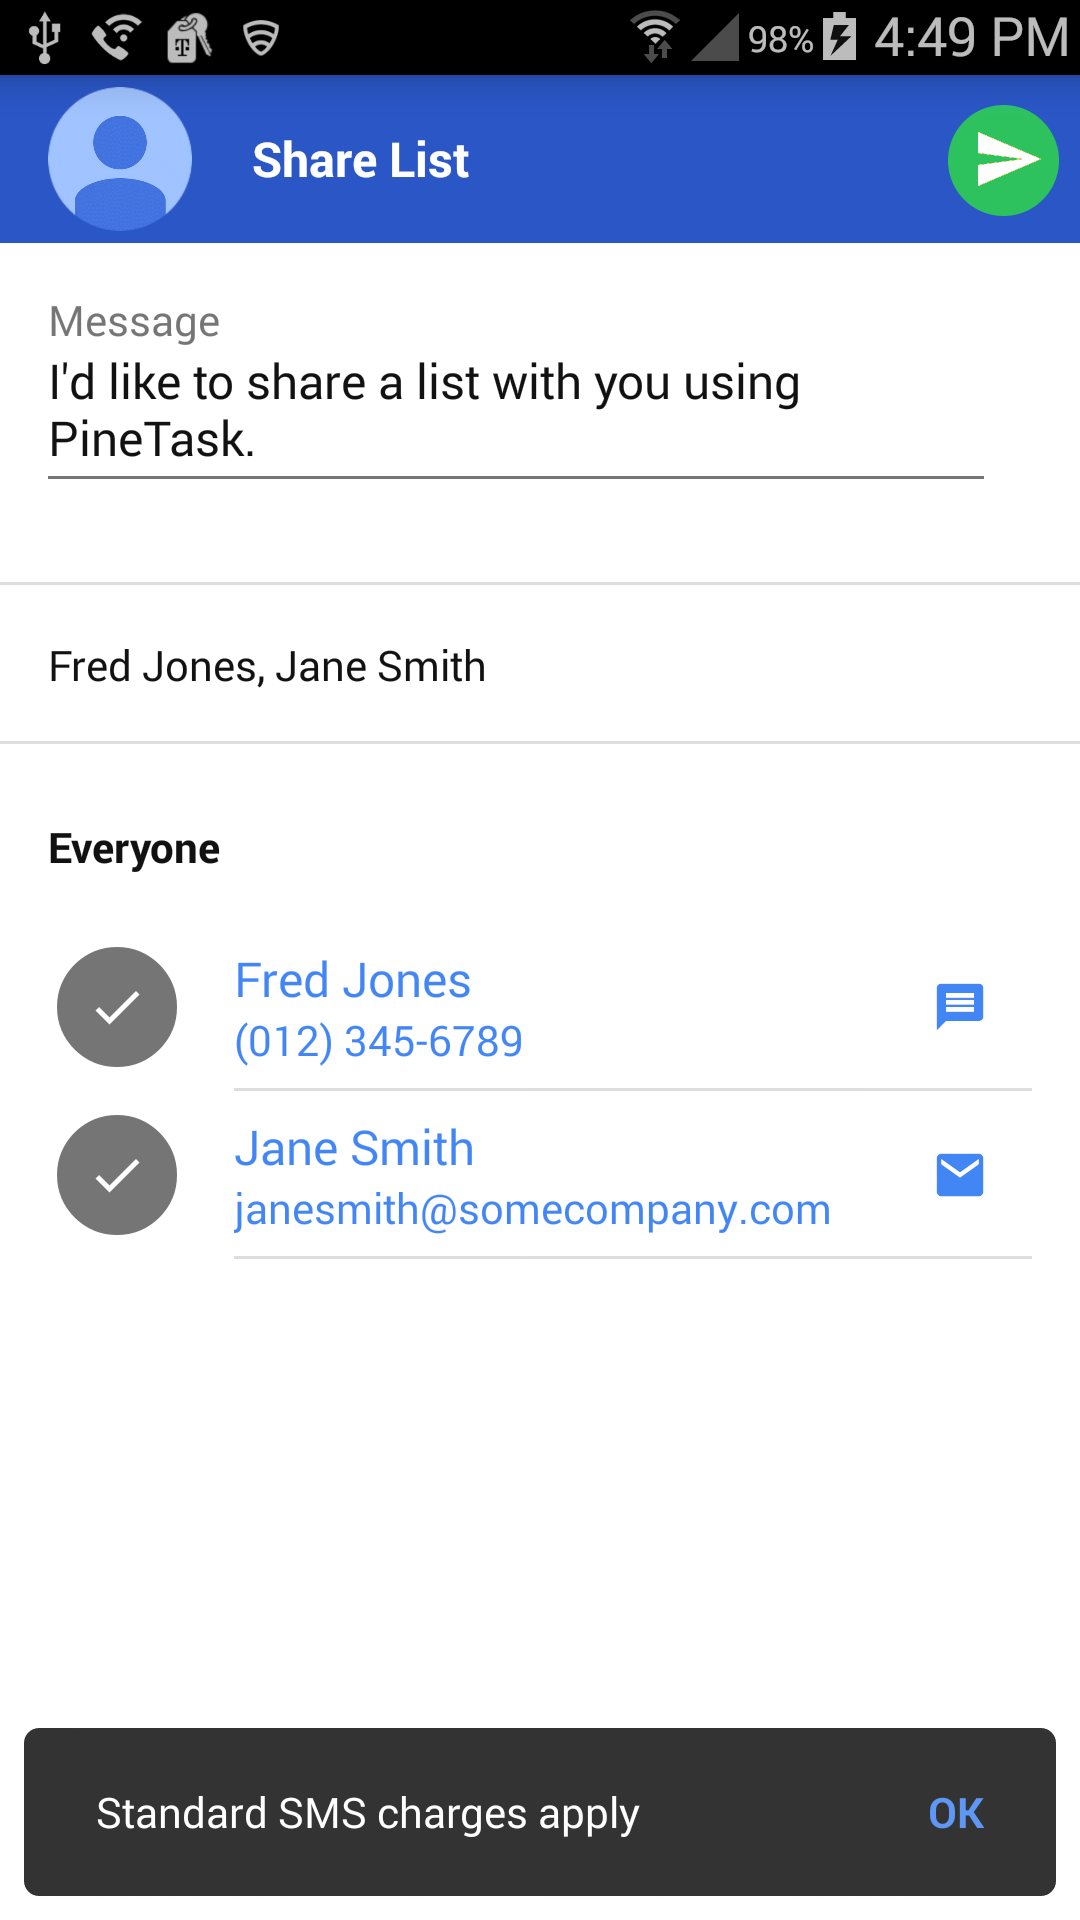 98% 4:49 PM
Share List
Message
I'd like to share a list with you using
PineTask.
Fred Jones, Jane Smith
Everyone
Fred Jones
(012) 345-6789
Jane Smith
janesmith@somecompany.com
Standard SMS charges apply OK